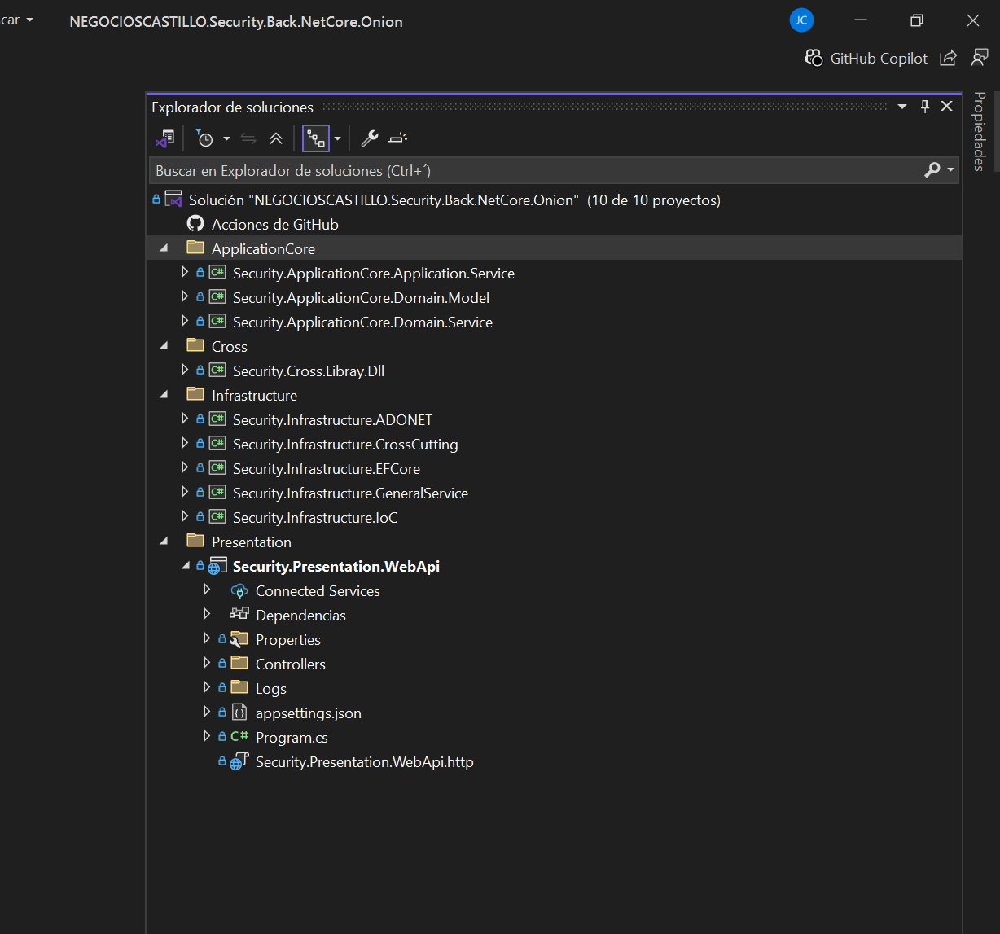 car
NEGOCIOSCASTILLO.Security.Back.NetCore.Onion
JC
GitHub Copilot
Explorador de soluciones
Propiedades
Buscar en Explorador de soluciones (Ctrl+´)
Solución "NEGOCIOSCASTILLO.Security.Back.NetCore.Onion" (10 de 10 proyectos)
Acciones de GitHub
ApplicationCore
C# Security.ApplicationCore.Application.Service
C# Security.ApplicationCore.Domain.Model
C# Security.ApplicationCore.Domain.Service
Cross
C# Security.Cross.Libray.Dll
Infrastructure
C# Security.Infrastructure.ADONET
C# Security.Infrastructure.CrossCutting
C# Security.Infrastructure.EFCore
C# Security.Infrastructure.GeneralService
C# Security.Infrastructure.IoC
Presentation
Security.Presentation.WebApi
Connected Services
Dependencias
Properties
Controllers
Logs
appsettings.json
C# Program.cs
Security.Presentation.WebApi.http